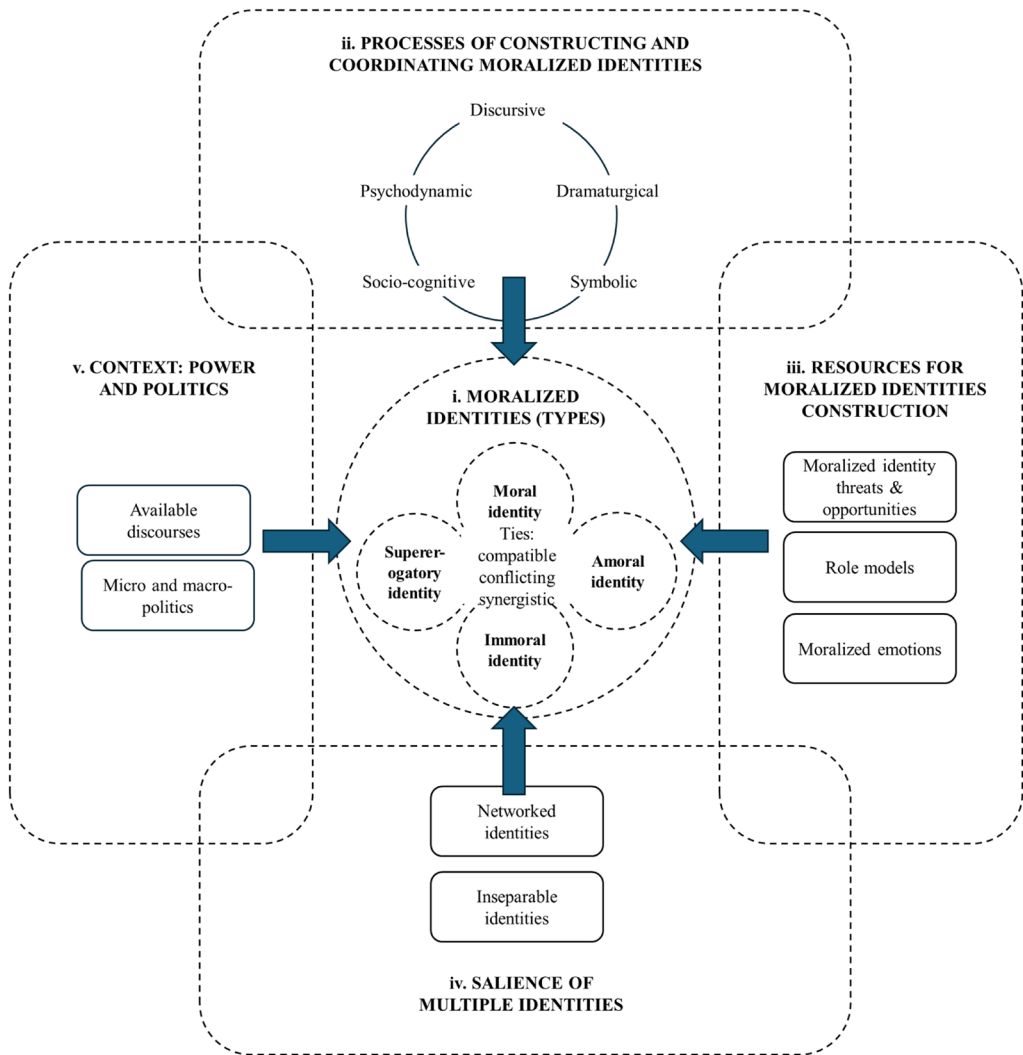 ii. PROCESSES OF CONSTRUCTING AND
COORDINATING MORALIZED IDENTITIES
Discursive
Psychodynamic
Dramaturgical
Socio-cognitive
Symbolic
v. CONTEXT: POWER
AND POLITICS
Available
discourses
Micro and macro-
politics
i. MORALIZED
IDENTITIES (TYPES)
Moral
identity
Ties:
compatible
conflicting
synergistic
Superer-
ogatory
identity
Amoral
identity
Immoral
identity
iii. RESOURCES FOR
MORALIZED IDENTITIES
CONSTRUCTION
Moralized identity
threats &
opportunities
Role models
Moralized emotions
Networked
identities
Inseparable
identities
iv. SALIENCE OF
MULTIPLE IDENTITIES